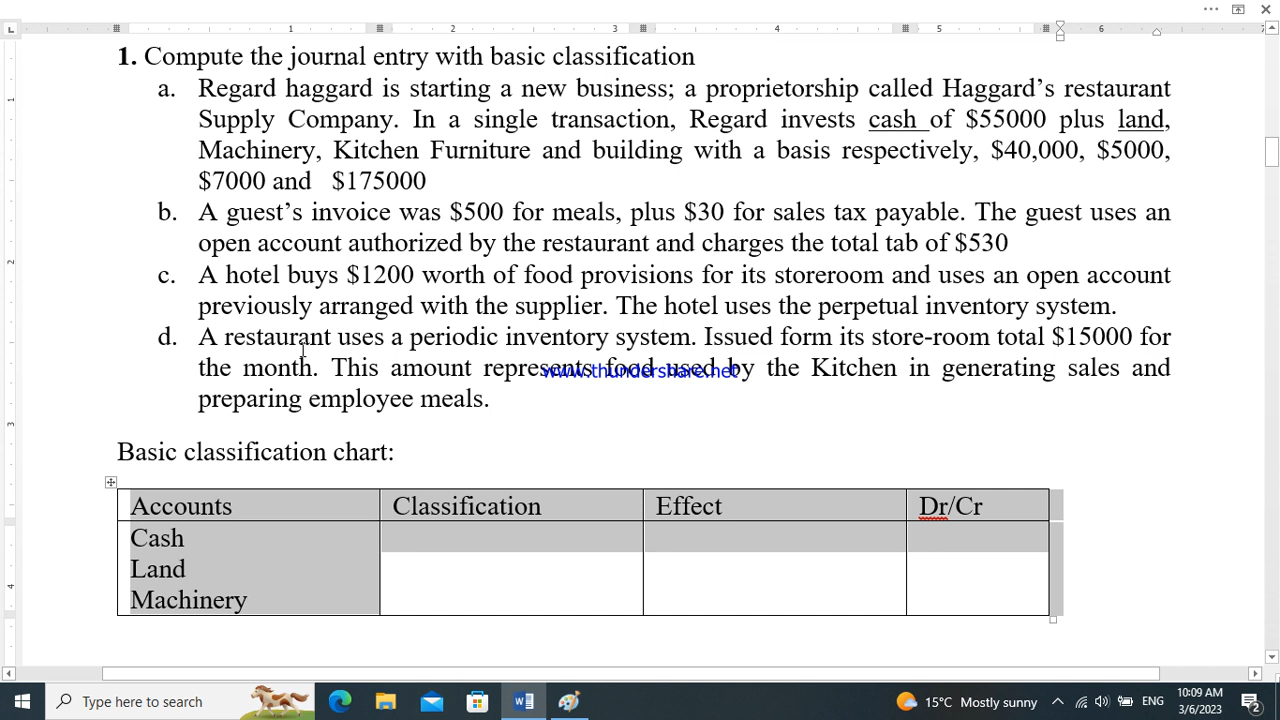 1. Compute the journal entry with basic classification
a. Regard haggard is starting a new business; a proprietorship called Haggard’s restaurant
Supply Company. In a single transaction, Regard invests cash of $55000 plus land,
Machinery, Kitchen Furniture and building with a basis respectively, $40,000, $5000,
$7000 and $175000
b. A guest’s invoice was $500 for meals, plus $30 for sales tax payable. The guest uses an
open account authorized by the restaurant and charges the total tab of $530
c. A hotel buys $1200 worth of food provisions for its storeroom and uses an open account
previously arranged with the supplier. The hotel uses the perpetual inventory system.
d. A restaurant uses a periodic inventory system. Issued form its store-room total $15000 for
the month. This amount represents food used by the Kitchen in generating sales and
www.thundershare.net
preparing employee meals.
Basic classification chart:
Accounts Classification Effect Dr/Cr
Cash
Land
Machinery
Type here to search
15°C Mostly sunny
ENG
10:09 AM
3/6/2023
2